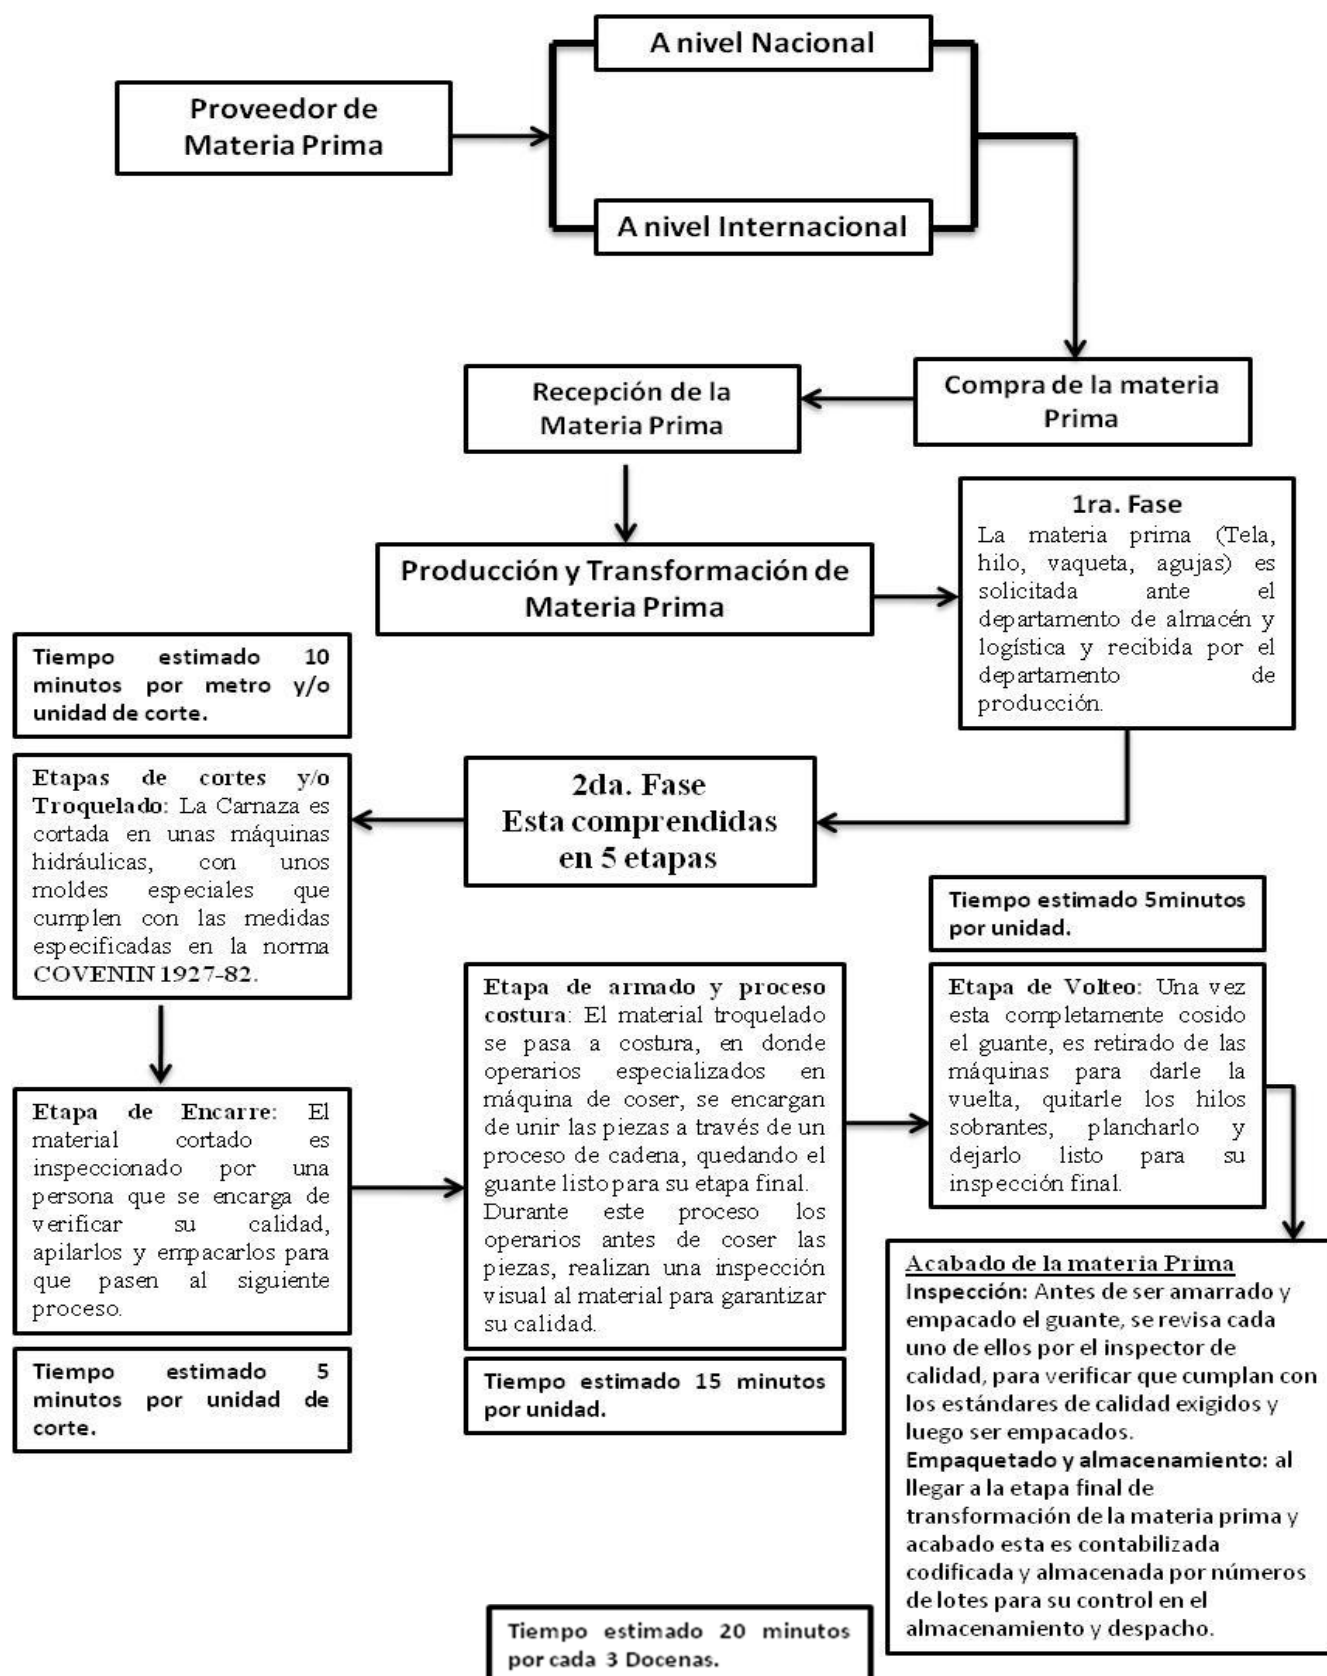 A nivel Nacional
Proveedor de
Materia Prima
A nivel Internacional
Compra de la materia
Prima
Recepción de la
Materia Prima
Producción y Transformación de
Materia Prima
1ra. Fase
La materia prima (Tela,
hilo, vaqueta, agujas) es
solicitada ante el
departamento de almacén y
logística y recibida por el
departamento de
producción.
2da. Fase
Esta comprendidas
en 5 etapas
Tiempo estimado 10
minutos por metro y/o
unidad de corte.
Etapas de cortes y/o
Troquelado: La Carnaza es
cortada en unas máquinas
hidráulicas, con unos
moldes especiales que
cumplen con las medidas
especificadas en la norma
COVENIN 1927-82.
Etapa de Encarre: El
material cortado es
inspeccionado por una
persona que se encarga de
verificar su calidad,
apilarlos y empacarlos para
que pasen al siguiente
proceso.
Tiempo estimado 5
minutos por unidad de
corte.
Etapa de armado y proceso
costura: El material troquelado
se pasa a costura, en donde
operarios especializados en
máquina de coser, se encargan
de unir las piezas a través de un
proceso de cadena, quedando el
guante listo para su etapa final.
Durante este proceso los
operarios antes de coser las
piezas, realizan una inspección
visual al material para garantizar
su calidad.
Tiempo estimado 15 minutos
por unidad.
Tiempo estimado 5minutos
por unidad.
Etapa de Volteo: Una vez
esta completamente cosido
el guante, es retirado de las
máquinas para darle la
vuelta, quitarle los hilos
sobrantes, plancharlo y
dejarlo listo para su
inspección final.
Acabado de la materia Prima
Inspección: Antes de ser amarrado y
empacado el guante, se revisa cada
uno de ellos por el inspector de
calidad, para verificar que cumplan con
los estándares de calidad exigidos y
luego ser empacados.
Empaquetado y almacenamiento: al
llegar a la etapa final de
transformación de la materia prima y
acabado esta es contabilizada
codificada y almacenada por números
de lotes para su control en el
almacenamiento y despacho.
Tiempo estimado 20 minutos
por cada 3 Docenas.